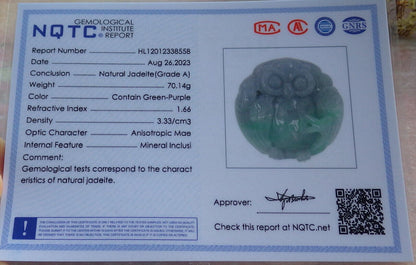 NQTC GEMOLOGICAL
INSTITUTE
REPORT
MA
GNRS
Report Number HL12012338558
Date Aug 26,2023
Conclusion Natural Jadeite(Grade A)
Weight 70.14g
Color Contain Green-Purple
Refractive Index 1.66
Density 3.33/cm3
Optic Character Anisotropic Mae
Internal Feature Mineral Inclusi
Comment:
Gemological tests correspond to the charact
eristics of natural jadeite.
Approver:
Check this report at NQTC.net